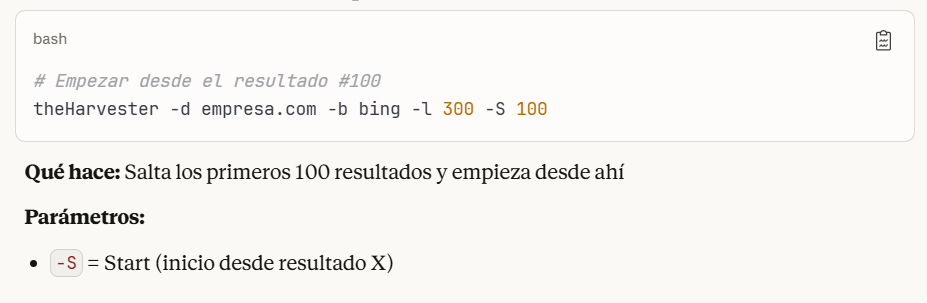 bash
# Empezar desde el resultado #100
theHarvester -d empresa.com -b bing -l 300 -S 100
Qué hace: Salta los primeros 100 resultados y empieza desde ahí
Parámetros:
• -S = Start (inicio desde resultado X)